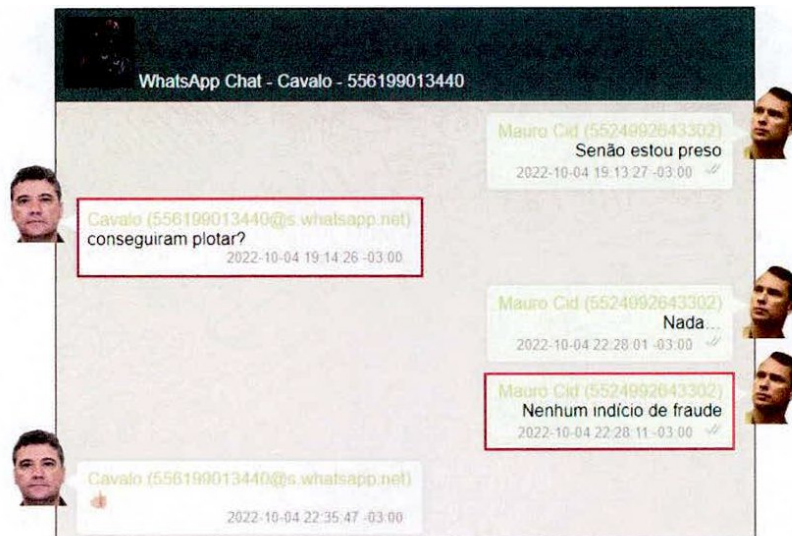 WhatsApp Chat - Cavalo - 556199013440
Mauro Cid (5524992643302)
Senão estou preso
2022-10-04 19:13:27 -03:00
Cavalo (556199013440@s.whatsapp.net)
conseguiram plotar?
2022-10-04 19:14:26 -03:00
Mauro Cid (5524992643302)
Nada...
2022-10-04 22:28:01 -03:00
Mauro Cid (5524992643302)
Nenhum indício de fraude
2022-10-04 22:28:11 -03:00
Cavalo (556199013440@s.whatsapp.net)
2022-10-04 22:35:47 -03:00